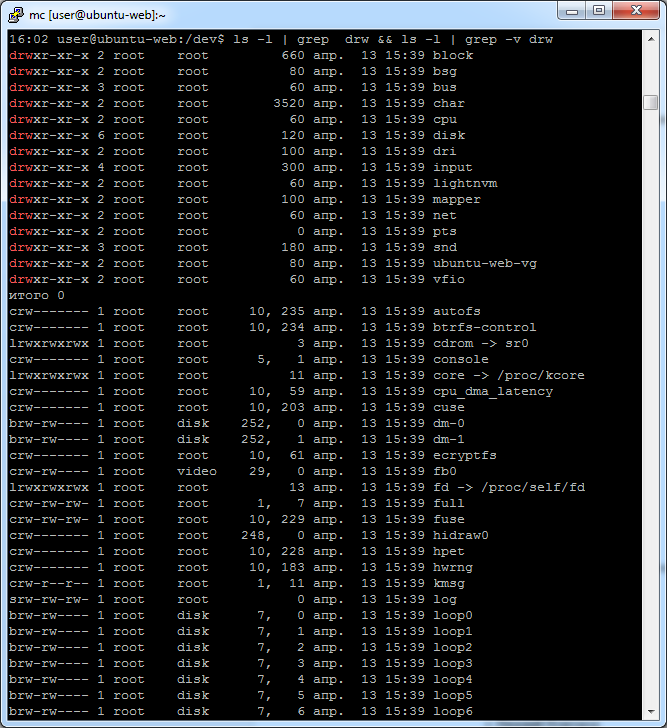 mc [user@ubuntu-web]:~
16:02 user@ubuntu-web:/dev$ ls -l | grep  drw && ls -l | grep -v drw
drwxr-xr-x 2 root    root         660 апр.  13 15:39 block
drwxr-xr-x 2 root    root          80 апр.  13 15:39 bsg
drwxr-xr-x 3 root    root          60 апр.  13 15:39 bus
drwxr-xr-x 2 root    root        3520 апр.  13 15:39 char
drwxr-xr-x 2 root    root          60 апр.  13 15:39 cpu
drwxr-xr-x 6 root    root         120 апр.  13 15:39 disk
drwxr-xr-x 2 root    root         100 апр.  13 15:39 dri
drwxr-xr-x 4 root    root         300 апр.  13 15:39 input
drwxr-xr-x 2 root    root          60 апр.  13 15:39 lightnvm
drwxr-xr-x 2 root    root         100 апр.  13 15:39 mapper
drwxr-xr-x 2 root    root          60 апр.  13 15:39 net
drwxr-xr-x 2 root    root           0 апр.  13 15:39 pts
drwxr-xr-x 3 root    root         180 апр.  13 15:39 snd
drwxr-xr-x 2 root    root          80 апр.  13 15:39 ubuntu-web-vg
drwxr-xr-x 2 root    root          60 апр.  13 15:39 vfio
итого 0
crw------- 1 root    root     10, 235 апр.  13 15:39 autofs
crw------- 1 root    root     10, 234 апр.  13 15:39 btrfs-control
lrwxrwxrwx 1 root    root           3 апр.  13 15:39 cdrom -> sr0
crw------- 1 root    root      5,   1 апр.  13 15:39 console
lrwxrwxrwx 1 root    root          11 апр.  13 15:39 core -> /proc/kcore
crw------- 1 root    root     10,  59 апр.  13 15:39 cpu_dma_latency
crw------- 1 root    root     10, 203 апр.  13 15:39 cuse
brw-rw---- 1 root    disk    252,   0 апр.  13 15:39 dm-0
brw-rw---- 1 root    disk    252,   1 апр.  13 15:39 dm-1
crw------- 1 root    root     10,  61 апр.  13 15:39 ecryptfs
crw-rw---- 1 root    video    29,   0 апр.  13 15:39 fb0
lrwxrwxrwx 1 root    root          13 апр.  13 15:39 fd -> /proc/self/fd
crw-rw-rw- 1 root    root      1,   7 апр.  13 15:39 full
crw-rw-rw- 1 root    root     10, 229 апр.  13 15:39 fuse
crw------- 1 root    root    248,   0 апр.  13 15:39 hidraw0
crw------- 1 root    root     10, 228 апр.  13 15:39 hpet
crw------- 1 root    root     10, 183 апр.  13 15:39 hwrng
crw-r--r-- 1 root    root      1,  11 апр.  13 15:39 kmsg
srw-rw-rw- 1 root    root           0 апр.  13 15:39 log
brw-rw---- 1 root    disk      7,   0 апр.  13 15:39 loop0
brw-rw---- 1 root    disk      7,   1 апр.  13 15:39 loop1
brw-rw---- 1 root    disk      7,   2 апр.  13 15:39 loop2
brw-rw---- 1 root    disk      7,   3 апр.  13 15:39 loop3
brw-rw---- 1 root    disk      7,   4 апр.  13 15:39 loop4
brw-rw---- 1 root    disk      7,   5 апр.  13 15:39 loop5
brw-rw---- 1 root    disk      7,   6 апр.  13 15:39 loop6